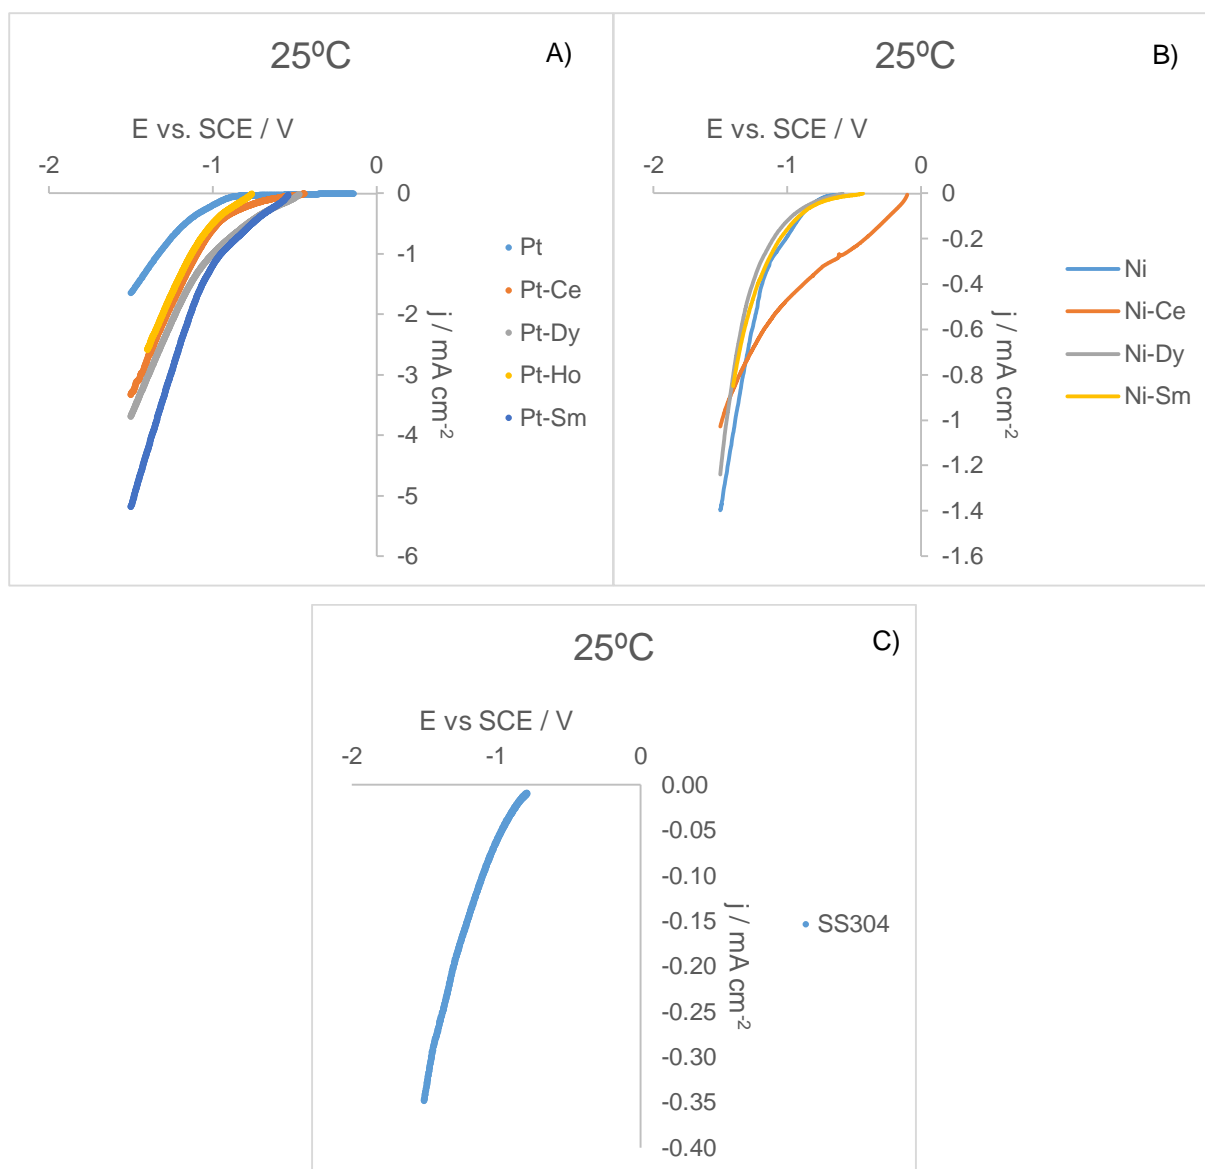 25ºC
A)
E vs. SCE / V
-2 -1 0
0
-1
-2
-3
-4
-5
-6
j / mA cm-2
Pt
Pt-Ce
Pt-Dy
Pt-Ho
Pt-Sm
25ºC
B)
E vs. SCE / V
-2 -1 0
0
-0.2
-0.4
-0.6
-0.8
-1
-1.2
-1.4
-1.6
j / mA cm-2
Ni
Ni-Ce
Ni-Dy
Ni-Sm
25ºC
C)
E vs SCE / V
-2 -1 0
0.00
-0.05
-0.10
-0.15
-0.20
-0.25
-0.30
-0.35
-0.40
j / mA cm-2
SS304